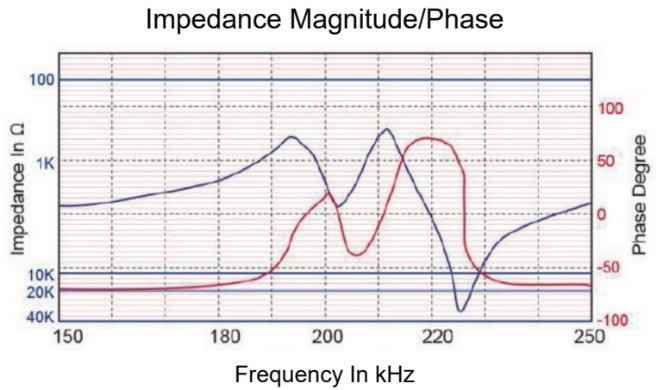 Impedance Magnitude/Phase
Impedance In Ω
100
1K
10K
20K
40K
100
50
0
-50
-100
Phase Degree
150 180 200 220 250
Frequency In kHz